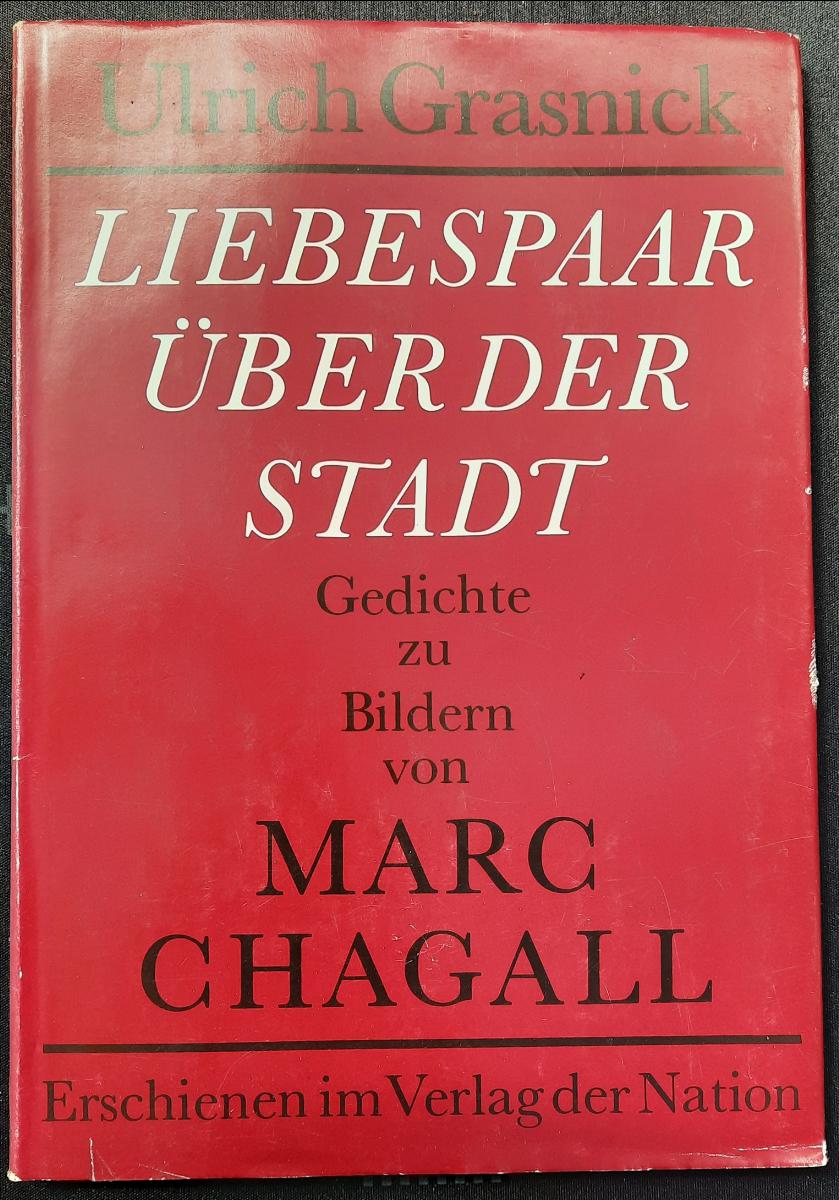 Ulrich Grasnick
LIEBESPAAR
ÜBER DER
STADT
Gedichte
zu
Bildern
von
MARC
CHAGALL
Erschienen im Verlag der Nation